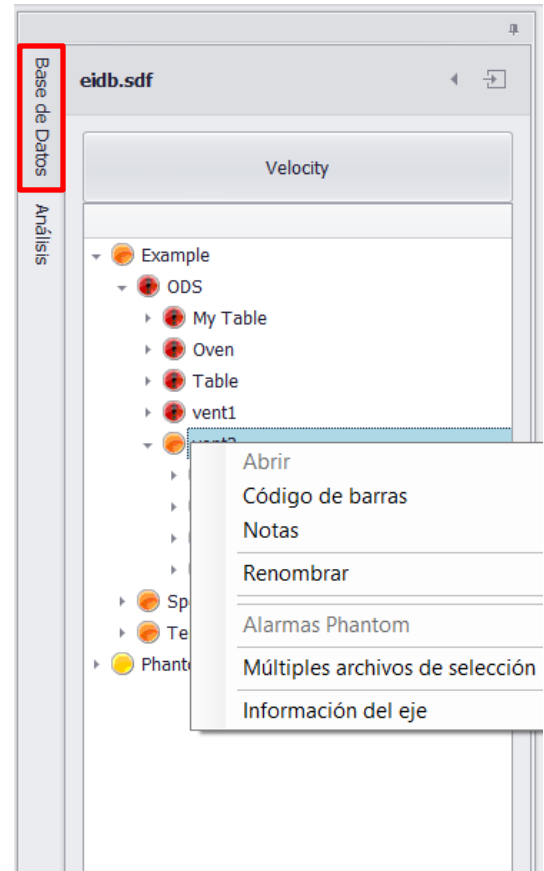 Base de Datos
Análisis
eidb.sdf
Velocity
Example
ODS
My Table
Oven
Table
vent1
Abrir
Código de barras
Notas
Renombrar
Alarmas Phantom
Múltiples archivos de selección
Información del eje